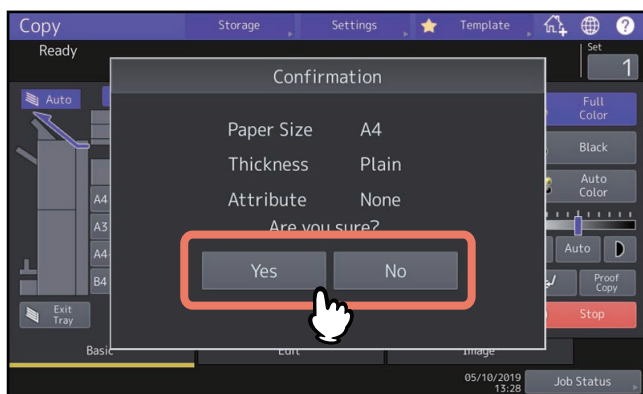 Copy Storage Settings Template ?
Ready Set
1
Confirmation
Auto
Full
Color
Paper Size A4
Thickness Plain
Black
Attribute None
Auto
Color
Are you sure?
A4
A3
A4
B4
Yes No
Auto
Proof
Copy
Exit
Tray
Stop
Basic Edit Image
05/10/2019
13:28
Job Status